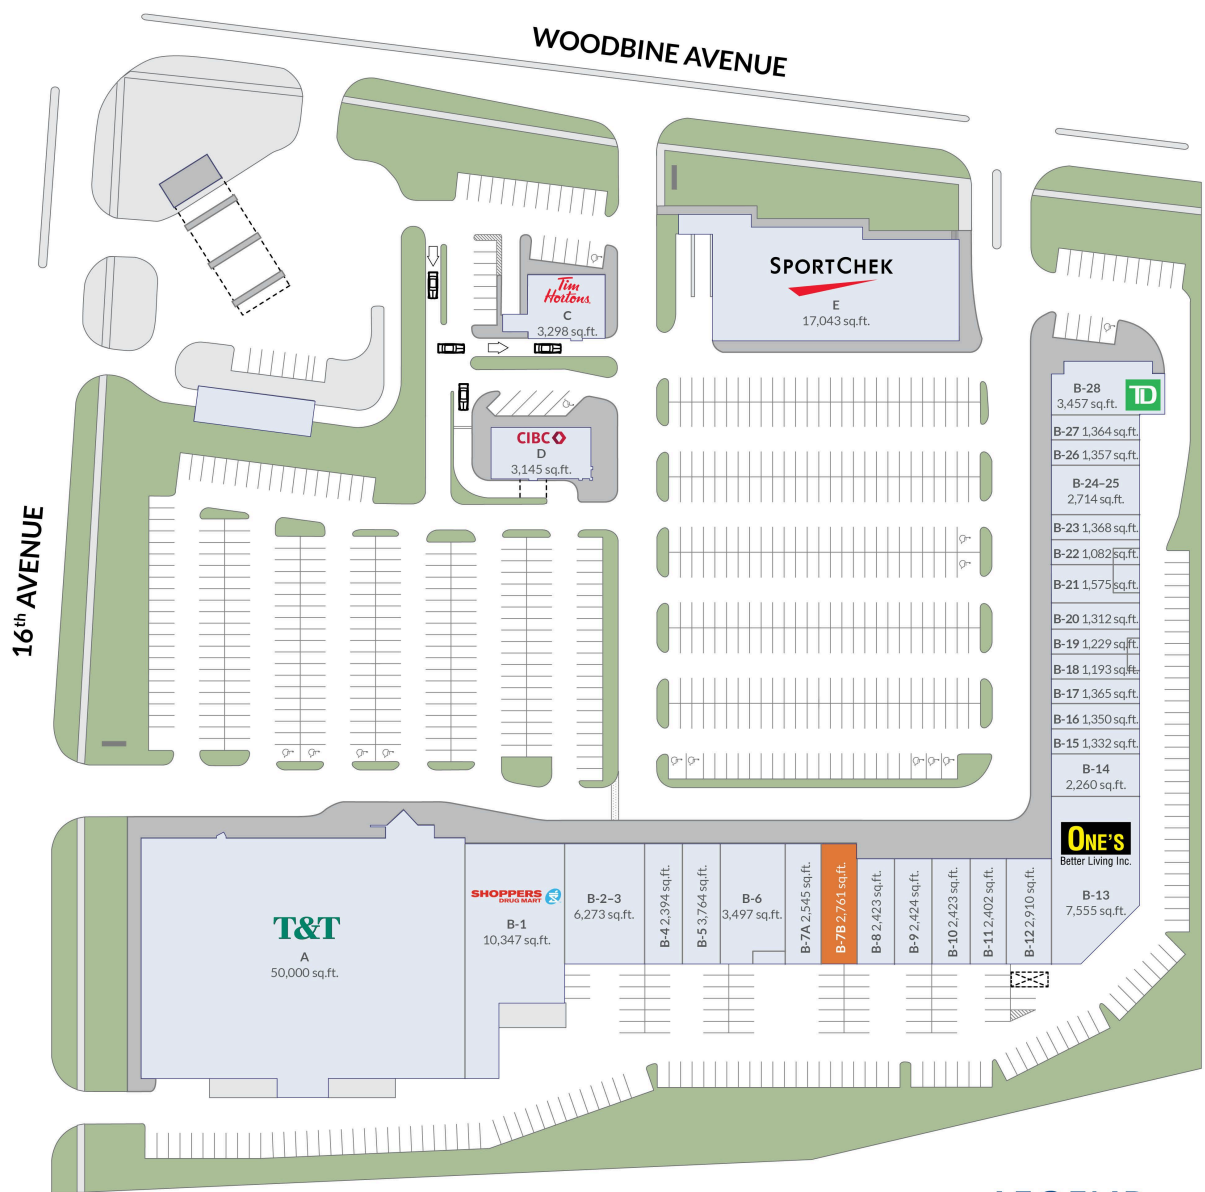 WOODBINE AVENUE
16th AVENUE
Tim
Hortons
C
3,298 sq.ft.
SPORTCHEK
E
17,043 sq.ft.
CIBC
D
3,145 sq.ft.
B-28
3,457 sq.ft.
TD
B-27 1,364 sq.ft.
B-26 1,357 sq.ft.
B-24–25
2,714 sq.ft.
B-23 1,368 sq.ft.
B-22 1,082 sq.ft.
B-21 1,575 sq.ft.
B-20 1,312 sq.ft.
B-19 1,229 sq.ft.
B-18 1,193 sq.ft.
B-17 1,365 sq.ft.
B-16 1,350 sq.ft.
B-15 1,332 sq.ft.
B-14
2,260 sq.ft.
ONE'S
Better Living Inc.
B-13
7,555 sq.ft.
T&T
A
50,000 sq.ft.
SHOPPERS
DRUG MART
B-1
10,347 sq.ft.
B-2–3
6,273 sq.ft.
B-4 2,394 sq.ft.
B-5 3,764 sq.ft.
B-6
3,497 sq.ft.
B-7A 2,545 sq.ft.
B-7B 2,761 sq.ft.
B-8 2,423 sq.ft.
B-9 2,424 sq.ft.
B-10 2,423 sq.ft.
B-11 2,402 sq.ft.
B-12 2,910 sq.ft.